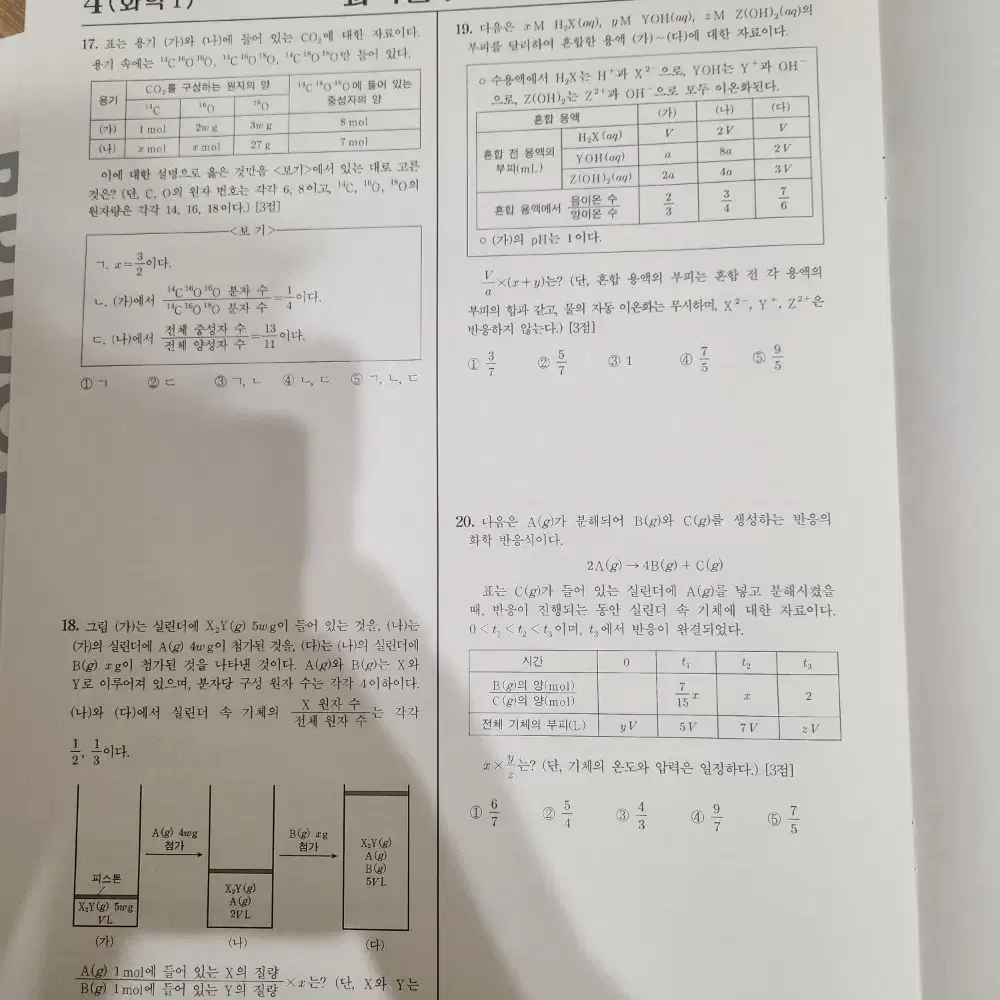 4 (화학 I)
17. 표는 용기 (가)와 (나)에 들어 있는 CO₂에 대한 자료이다.
용기 속에는 ¹⁴C¹⁶O¹⁶O, ¹⁴C¹⁶O¹⁸O, ¹⁴C¹⁸O¹⁸O만 들어 있다.
용기 CO₂를 구성하는 원자의 양 ¹⁴C¹⁸O¹⁸O에 들어 있는 중성자의 양
¹⁴C ¹⁶O ¹⁸O
(가) 1 mol 2w g 3w g 8 mol
(나) x mol x mol 27 g 7 mol
이에 대한 설명으로 옳은 것만을 <보기>에서 있는 대로 고른
것은? (단, C, O의 원자 번호는 각각 6, 8이고, ¹⁴C, ¹⁶O, ¹⁸O의
원자량은 각각 14, 16, 18이다.) [3점]
<보 기>
ㄱ. x=3/2이다.
ㄴ. (가)에서 ¹⁴C¹⁶O¹⁶O 분자 수/¹⁴C¹⁶O¹⁸O 분자 수=1/4이다.
ㄷ. (나)에서 전체 중성자 수/전체 양성자 수=13/11이다.
① ㄱ ② ㄷ ③ ㄱ, ㄴ ④ ㄴ, ㄷ ⑤ ㄱ, ㄴ, ㄷ
18. 그림 (가)는 실린더에 X₂Y(g) 5w g이 들어 있는 것을, (나)는
(가)의 실린더에 A(g) 4w g이 첨가된 것을, (다)는 (나)의 실린더에
B(g) x g이 첨가된 것을 나타낸 것이다. A(g)와 B(g)는 X와
Y로 이루어져 있으며, 분자당 구성 원자 수는 각각 4 이하이다.
(나)와 (다)에서 실린더 속 기체의 X 원자 수/전체 원자 수는 각각
1/2, 1/3이다.
피스톤
X₂Y(g) 5w g
V L
(가)
A(g) 4w g
첨가
X₂Y(g)
A(g)
2V L
(나)
B(g) x g
첨가
X₂Y(g)
A(g)
B(g)
5V L
(다)
A(g) 1 mol에 들어 있는 X의 질량/B(g) 1 mol에 들어 있는 Y의 질량×x는? (단, X와 Y는
19. 다음은 x M H₂X(aq), y M YOH(aq), z M Z(OH)₂(aq)의
부피를 달리하여 혼합한 용액 (가)~(다)에 대한 자료이다.
○ 수용액에서 H₂X는 H⁺과 X²⁻으로, YOH는 Y⁺과 OH⁻
으로, Z(OH)₂는 Z²⁺과 OH⁻으로 모두 이온화된다.
혼합 용액 (가) (나) (다)
혼합 전 용액의 부피(mL) H₂X(aq) V 2V V
YOH(aq) a 8a 2V
Z(OH)₂(aq) 2a 4a 3V
혼합 용액에서 음이온 수/양이온 수 2/3 3/4 7/6
○ (가)의 pH는 1이다.
V/a×(x+y)는? (단, 혼합 용액의 부피는 혼합 전 각 용액의
부피의 합과 같고, 물의 자동 이온화는 무시하며, X²⁻, Y⁺, Z²⁺은
반응하지 않는다.) [3점]
① 3/7 ② 5/7 ③ 1 ④ 7/5 ⑤ 9/5
20. 다음은 A(g)가 분해되어 B(g)와 C(g)를 생성하는 반응의
화학 반응식이다.
2A(g) → 4B(g) + C(g)
표는 C(g)가 들어 있는 실린더에 A(g)를 넣고 분해시켰을
때, 반응이 진행되는 동안 실린더 속 기체에 대한 자료이다.
0 < t₁ < t₂ < t₃이며, t₃에서 반응이 완결되었다.
시간 0 t₁ t₂ t₃
B(g)의 양(mol)/C(g)의 양(mol) 7/15 x x 2
전체 기체의 부피(L) yV 5V 7V zV
x×y/z는? (단, 기체의 온도와 압력은 일정하다.) [3점]
① 6/7 ② 5/4 ③ 4/3 ④ 9/7 ⑤ 7/5